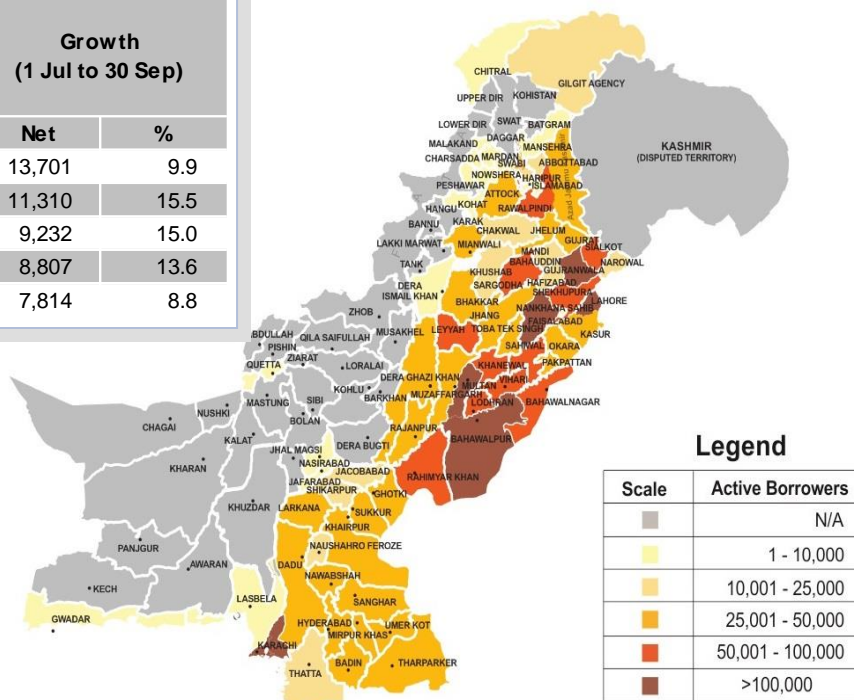 Growth
(1 Jul to 30 Sep)
Net %
13,701 9.9
11,310 15.5
9,232 15.0
8,807 13.6
7,814 8.8
CHITRAL
GILGIT AGENCY
UPPER DIR
KOHISTAN
LOWER DIR
SWAT
BATGRAM
DAGGAR
MALAKAND
MANSEHRA
CHARSADDA
MARDAN
SWABI
ABBOTTABAD
NOWSHERA
HARIPUR
PESHAWAR
ISLAMABAD
ATTOCK
KOHAT
HANGU
RAWALPINDI
KASHMIR
(DISPUTED TERRITORY)
KARAK
BANNU
CHAKWAL
JHELUM
LAKKI MARWAT
MIANWALI
GUJRAT
SIALKOT
TANK
MANDI
BAHAUDDIN
NAROWAL
KHUSHAB
GUJRANWALA
DERA
ISMAIL KHAN
SARGODHA
HAFIZABAD
SHEKHUPURA
BHAKKAR
LAHORE
NANKHANA SAHIB
JHANG
FAISALABAD
ZHOB
MUSAKHEL
LEYYAH
TOBA TEK SINGH
KASUR
BDULLAH
QILA SAIFULLAH
SAHIWAL
OKARA
PISHIN
ZIARAT
QUETTA
LORALAI
KHANEWAL
PAKPATTAN
DERA GHAZI KHAN
MULTAN
VIHARI
KOHLU
BARKHAN
MUZAFFARGARH
MASTUNG
SIBI
LODHRAN
BAHAWALNAGAR
NUSHKI
CHAGAI
BOLAN
RAJANPUR
KALAT
DERA BUGTI
BAHAWALPUR
JHAL MAGSI
NASIRABAD
KHARAN
JACOBABAD
RAHIMYAR KHAN
JAFARABAD
SHIKARPUR
GHOTKI
KHUZDAR
LARKANA
SUKKUR
KHAIRPUR
PANJGUR
NAUSHAHRO FEROZE
AWARAN
DADU
NAWABSHAH
KECH
LASBELA
SANGHAR
GWADAR
HYDERABAD
UMER KOT
MIRPUR KHAS
KARACHI
BADIN
THARPARKER
THATTA
Legend
Scale Active Borrowers
N/A
1 - 10,000
10,001 - 25,000
25,001 - 50,000
50,001 - 100,000
>100,000